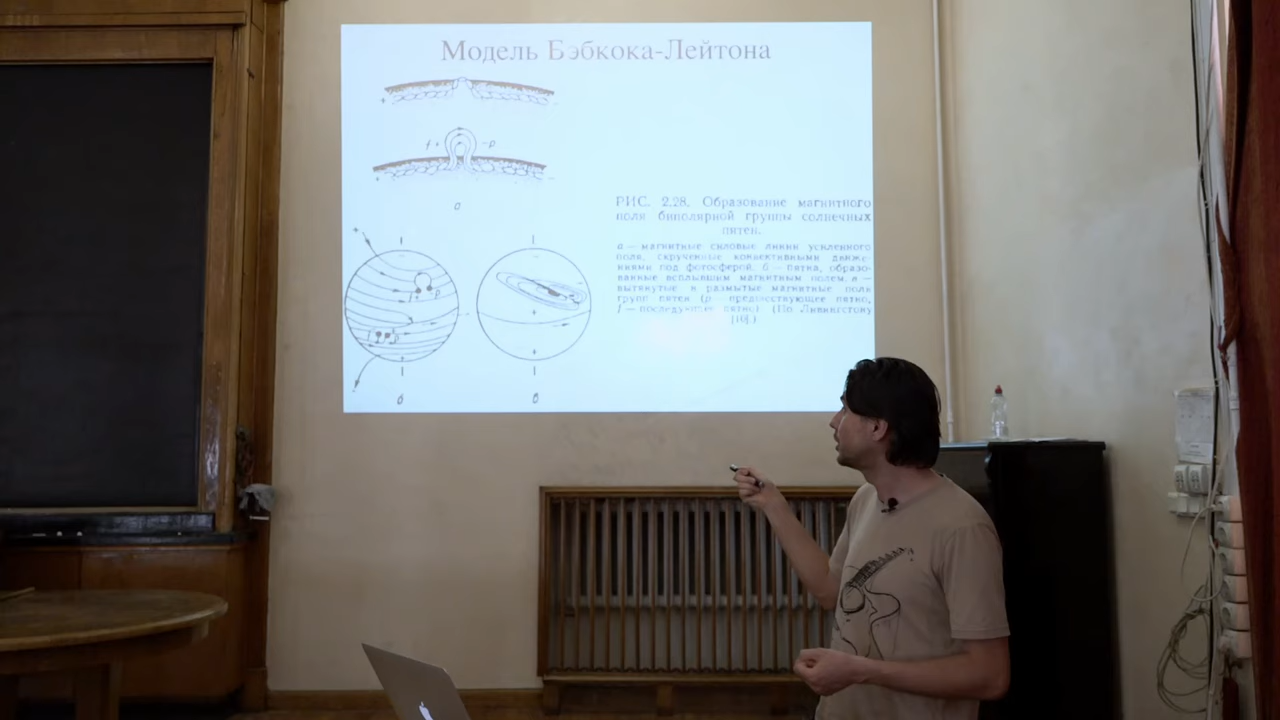 Модель Бэбкока-Лейтона
f + - p
а
РИС. 2.28. Образование магнитного
поля биполярной группы солнечных
пятен.
а — магнитные силовые линии усиленного
поля, скрученные конвективными движе-
ниями под фотосферой. б — пятна, образо-
ванные всплывшим магнитным полем. в —
вытянутые и размытые магнитные поля
групп пятен (р — предшествующее пятно,
f — последующее пятно) (По Ливингстону
[16].)
б в